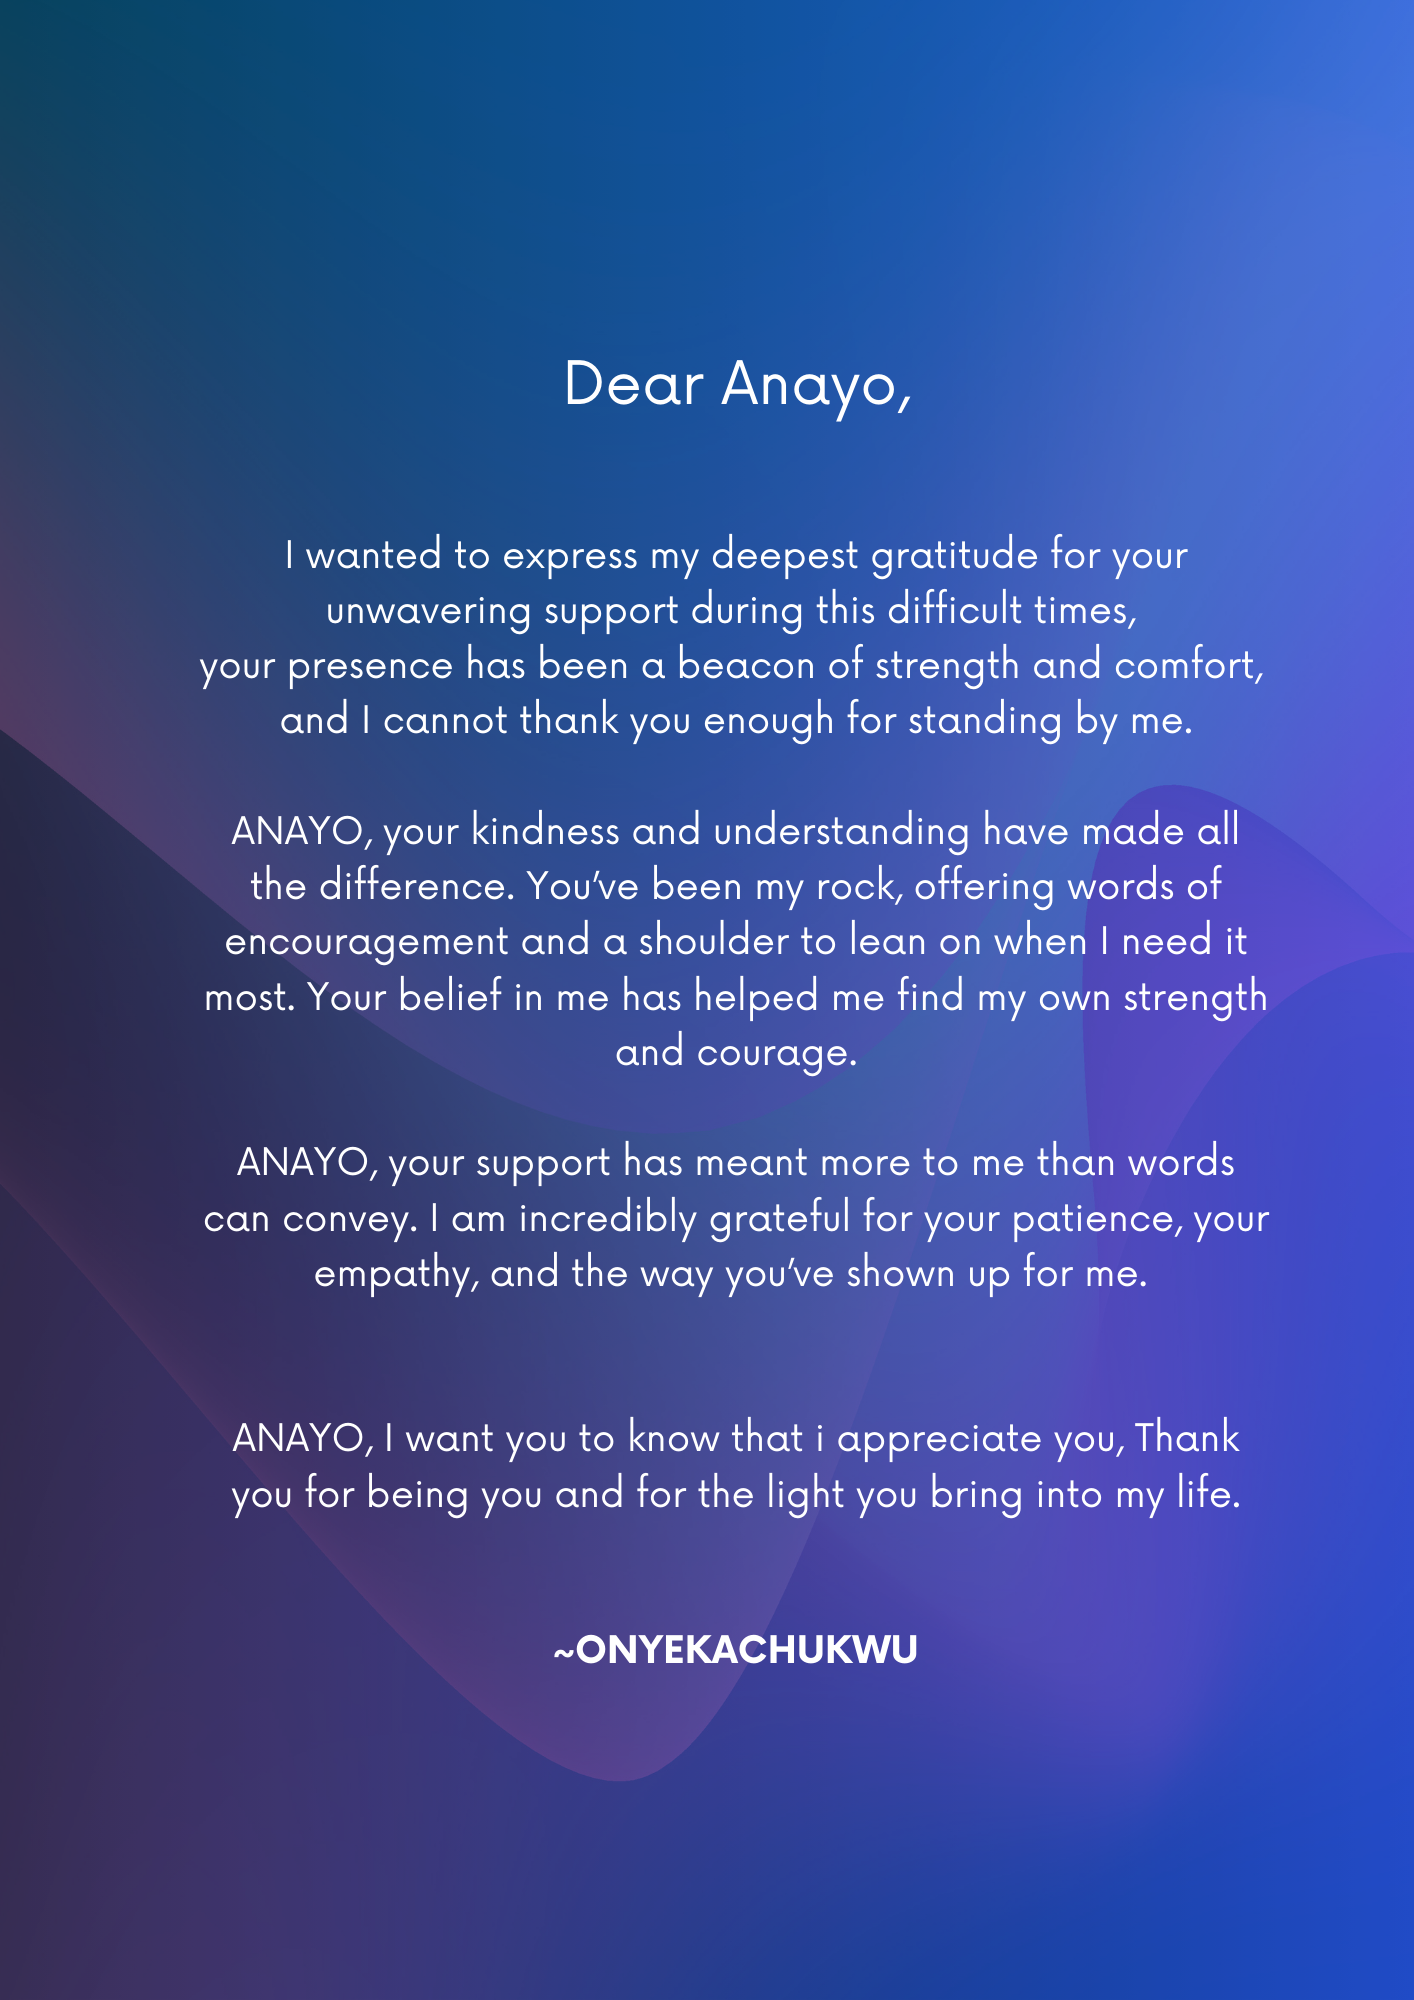 Dear Anayo,
I wanted to express my deepest gratitude for your
unwavering support during this difficult times,
your presence has been a beacon of strength and comfort,
and I cannot thank you enough for standing by me.
ANAYO, your kindness and understanding have made all
the difference. You’ve been my rock, offering words of
encouragement and a shoulder to lean on when I need it
most. Your belief in me has helped me find my own strength
and courage.
ANAYO, your support has meant more to me than words
can convey. I am incredibly grateful for your patience, your
empathy, and the way you’ve shown up for me.
ANAYO, I want you to know that i appreciate you, Thank
you for being you and for the light you bring into my life.
~ONYEKACHUKWU